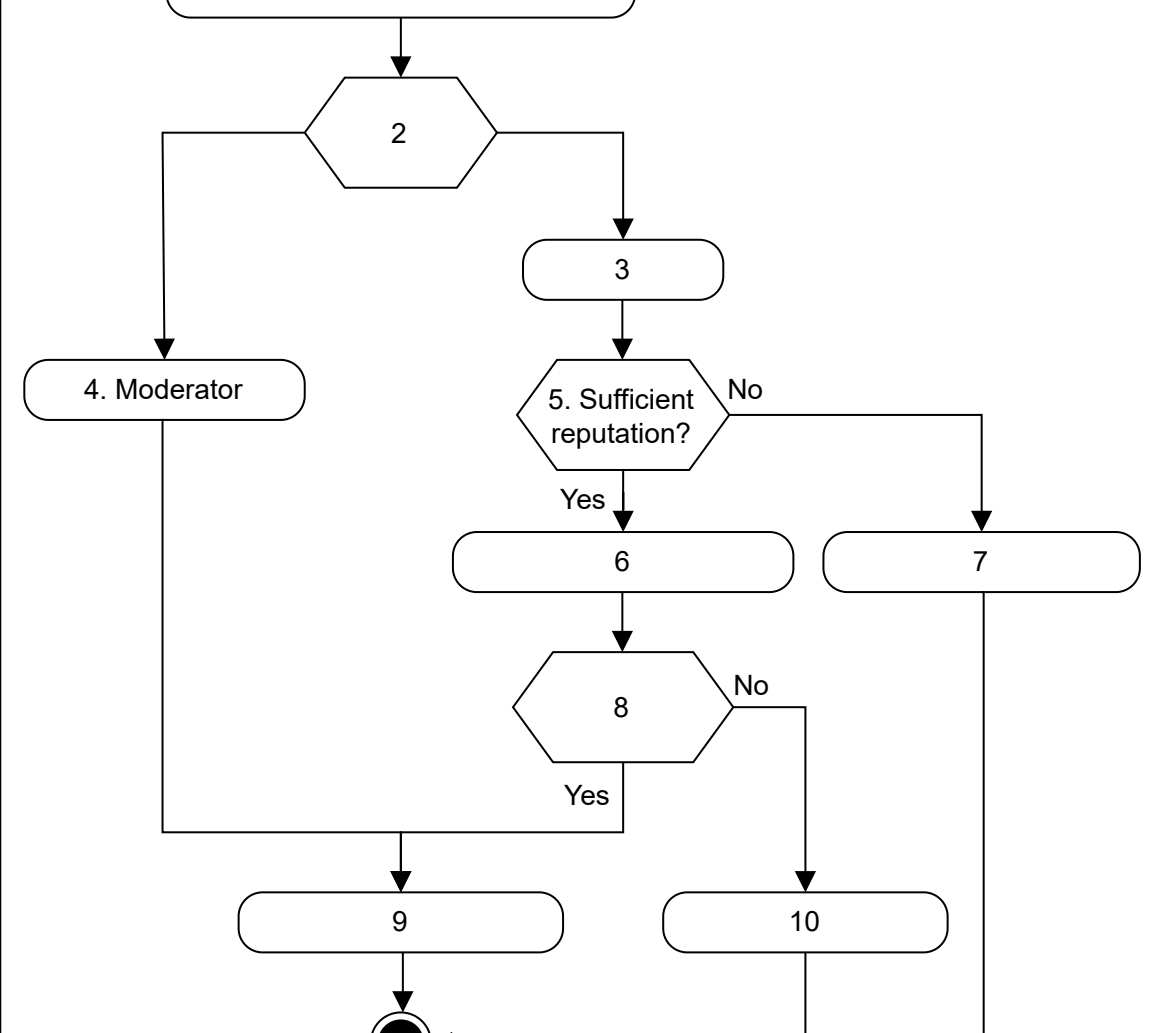 2
3
4. Moderator
5. Sufficient
reputation?
No
Yes
6
7
8
No
Yes
9
10